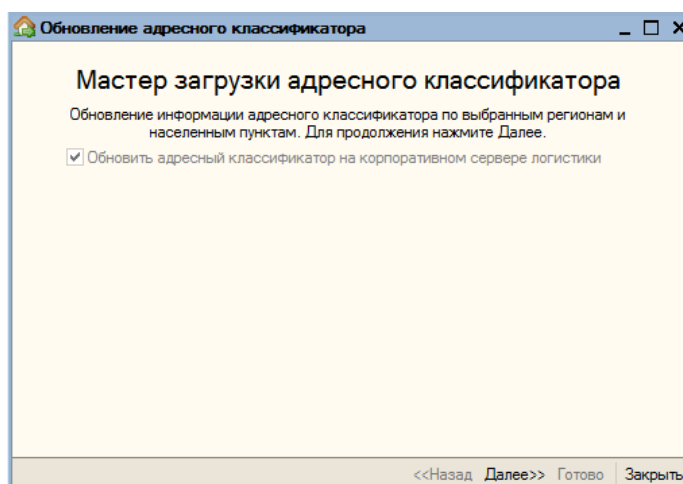 Обновление адресного классификатора
Мастер загрузки адресного классификатора
Обновление информации адресного классификатора по выбранным регионам и
населенным пунктам. Для продолжения нажмите Далее.
Обновить адресный классификатор на корпоративном сервере логистики
<<Назад Далее>> Готово Закрыть